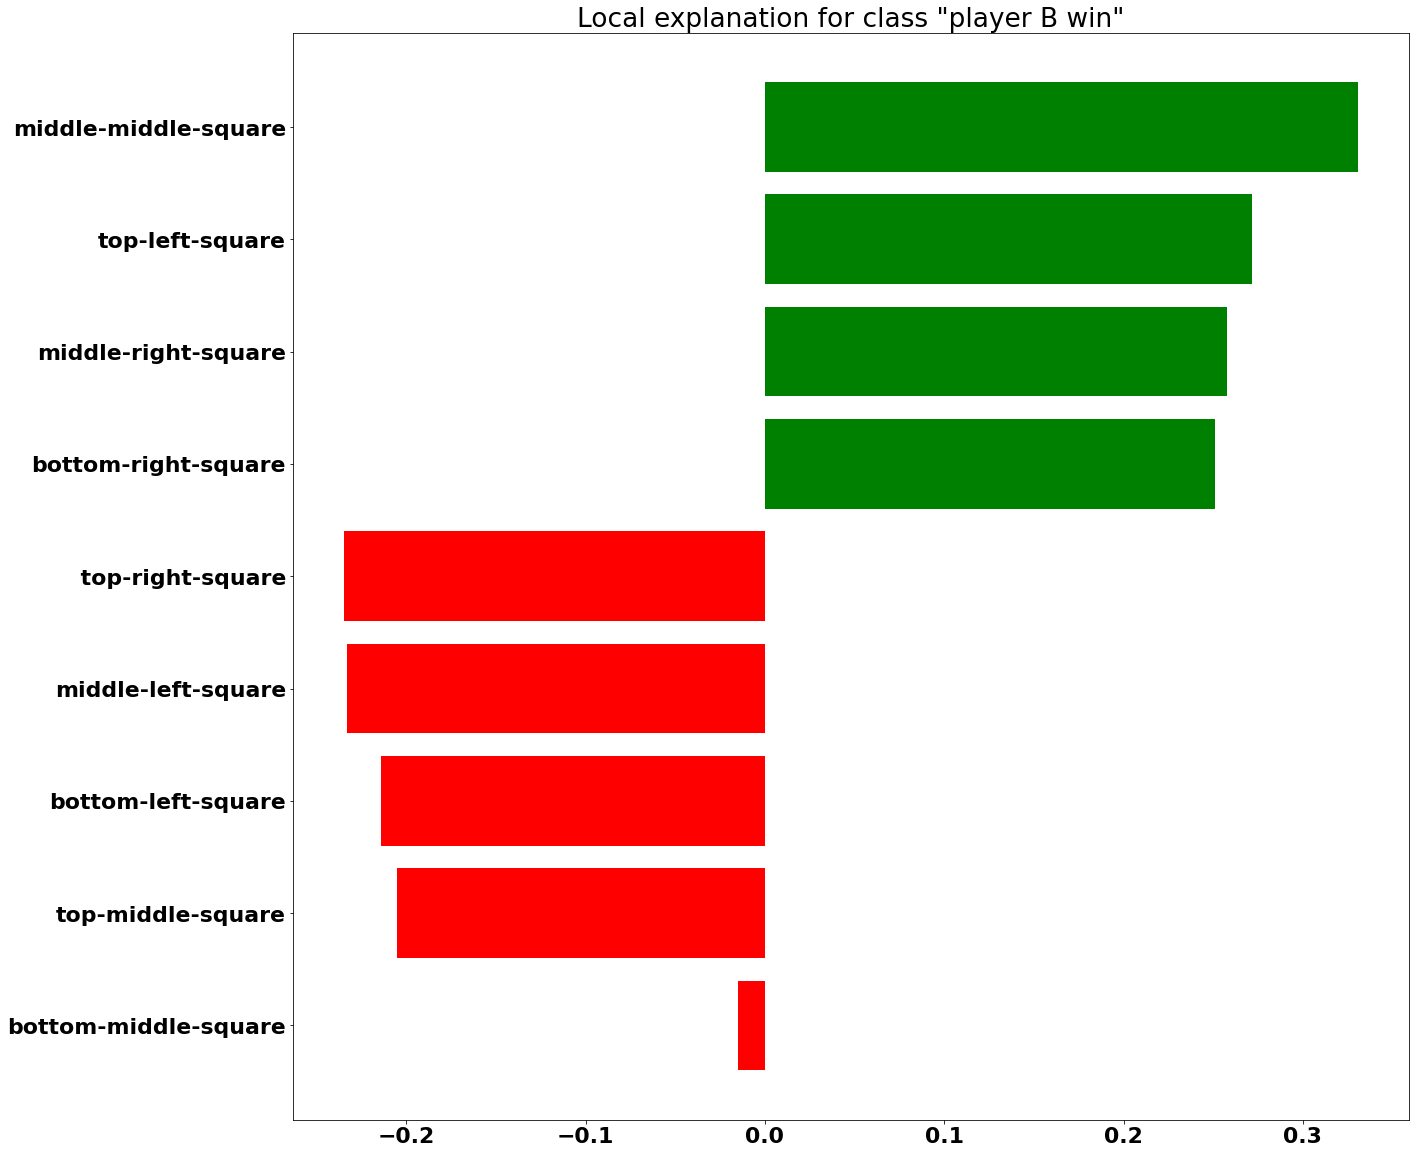 Local explanation for class "player B win"
middle-middle-square
top-left-square
middle-right-square
bottom-right-square
top-right-square
middle-left-square
bottom-left-square
top-middle-square
bottom-middle-square
−0.2 −0.1 0.0 0.1 0.2 0.3